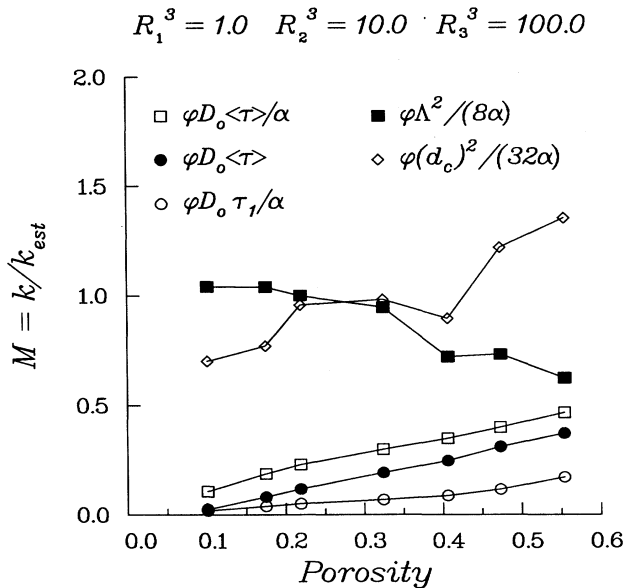 R₁³ = 1.0 R₂³ = 10.0 R₃³ = 100.0
2.0
□ φD₀<τ>/α ■ φΛ²/(8α)
● φD₀<τ> ◇ φ(d_c)²/(32α)
1.5
○ φD₀ τ₁/α
M = k/k_est
1.0
0.5
0.0
0.0 0.1 0.2 0.3 0.4 0.5 0.6
Porosity